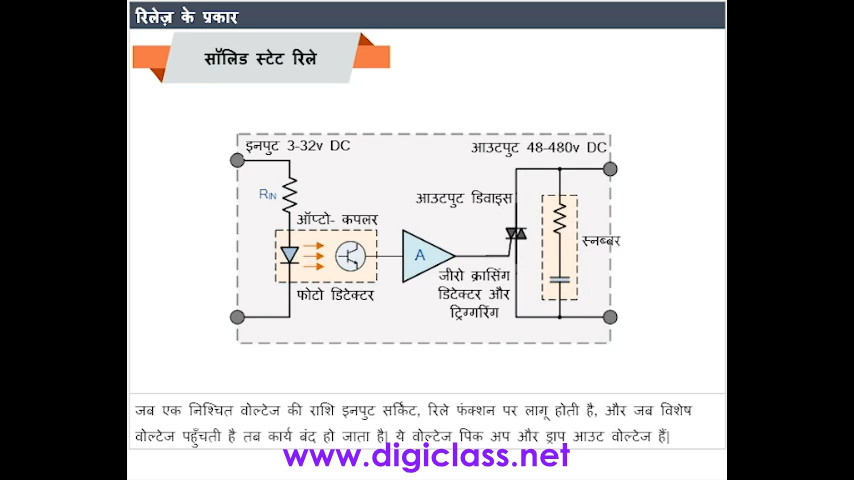 रिलेज़ के प्रकार
सॉलिड स्टेट रिले
इनपुट 3-32v DC
आउटपुट 48-480v DC
RIN
आउटपुट डिवाइस
ऑप्टो- कपलर
स्नब्बर
A
फोटो डिटेक्टर
जीरो क्रासिंग
डिटेक्टर और
ट्रिग्गरिंग
जब एक निश्चित वोल्टेज की राशि इनपुट सर्किट, रिले फंक्शन पर लागू होती है, और जब विशेष
वोल्टेज पहुँचती है तब कार्य बंद हो जाता है| ये वोल्टेज पिक अप और ड्राप आउट वोल्टेज हैं|
www.digiclass.net